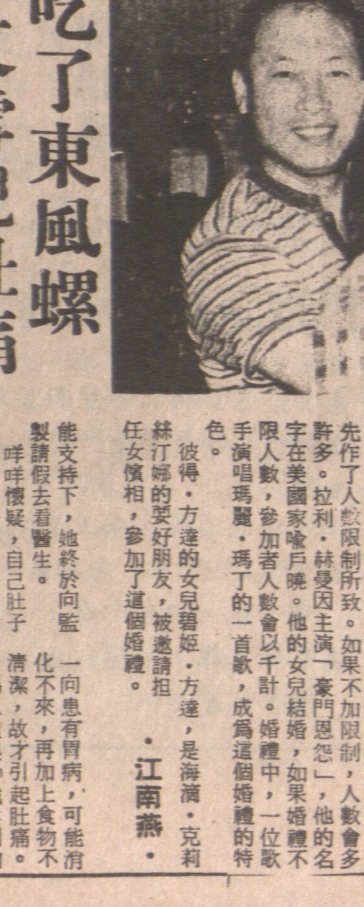 吃了東風螺
先作了人數限制所致。如果不加限制，人數會多
許多。拉利・赫曼因主演「豪門恩怨」，他的名
字在美國家喻戶曉。他的女兒結婚，如果婚禮不
限人數，參加者人數會以千計。婚禮中，一位歌
手演唱瑪麗・瑪丁的一首歌，成爲這個婚禮的特
色。
彼得・方達的女兒碧姬・方達，是海滴・克莉
絲汀娜的要好朋友，被邀請担
任女儐相，參加了這個婚禮。
・江南燕・
能支持下，她終於向監
製請假去看醫生。
咩咩懷疑，自己肚子
一向患有胃病，可能消
化不來，再加上食物不
清潔，故才引起肚痛。